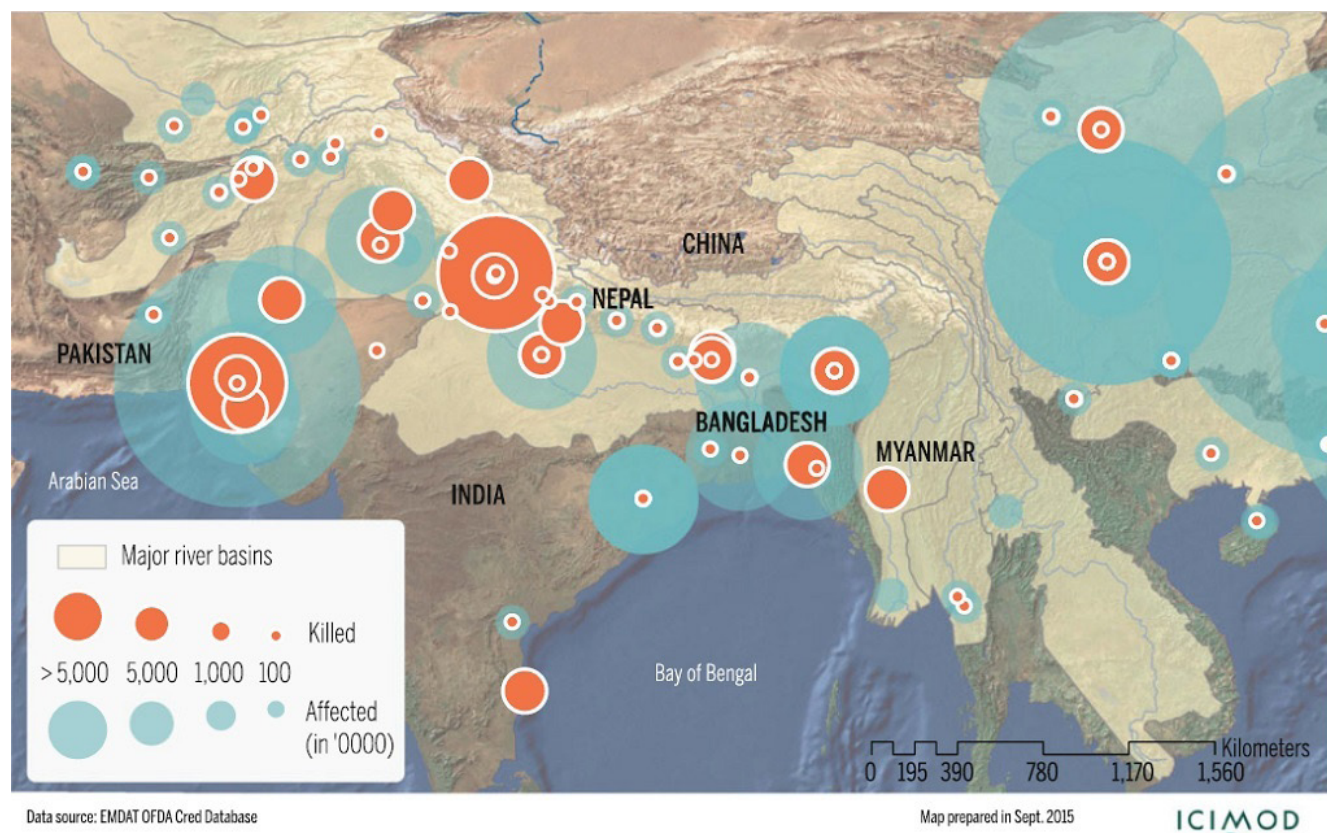 CHINA
NEPAL
PAKISTAN
BANGLADESH
MYANMAR
Arabian Sea
INDIA
Major river basins
Killed
> 5,000 5,000 1,000 100
Affected
(in '0000)
Bay of Bengal
Kilometers
0 195 390 780 1,170 1,560
Data source: EMDAT OFDA Cred Database
Map prepared in Sept. 2015
ICIMOD